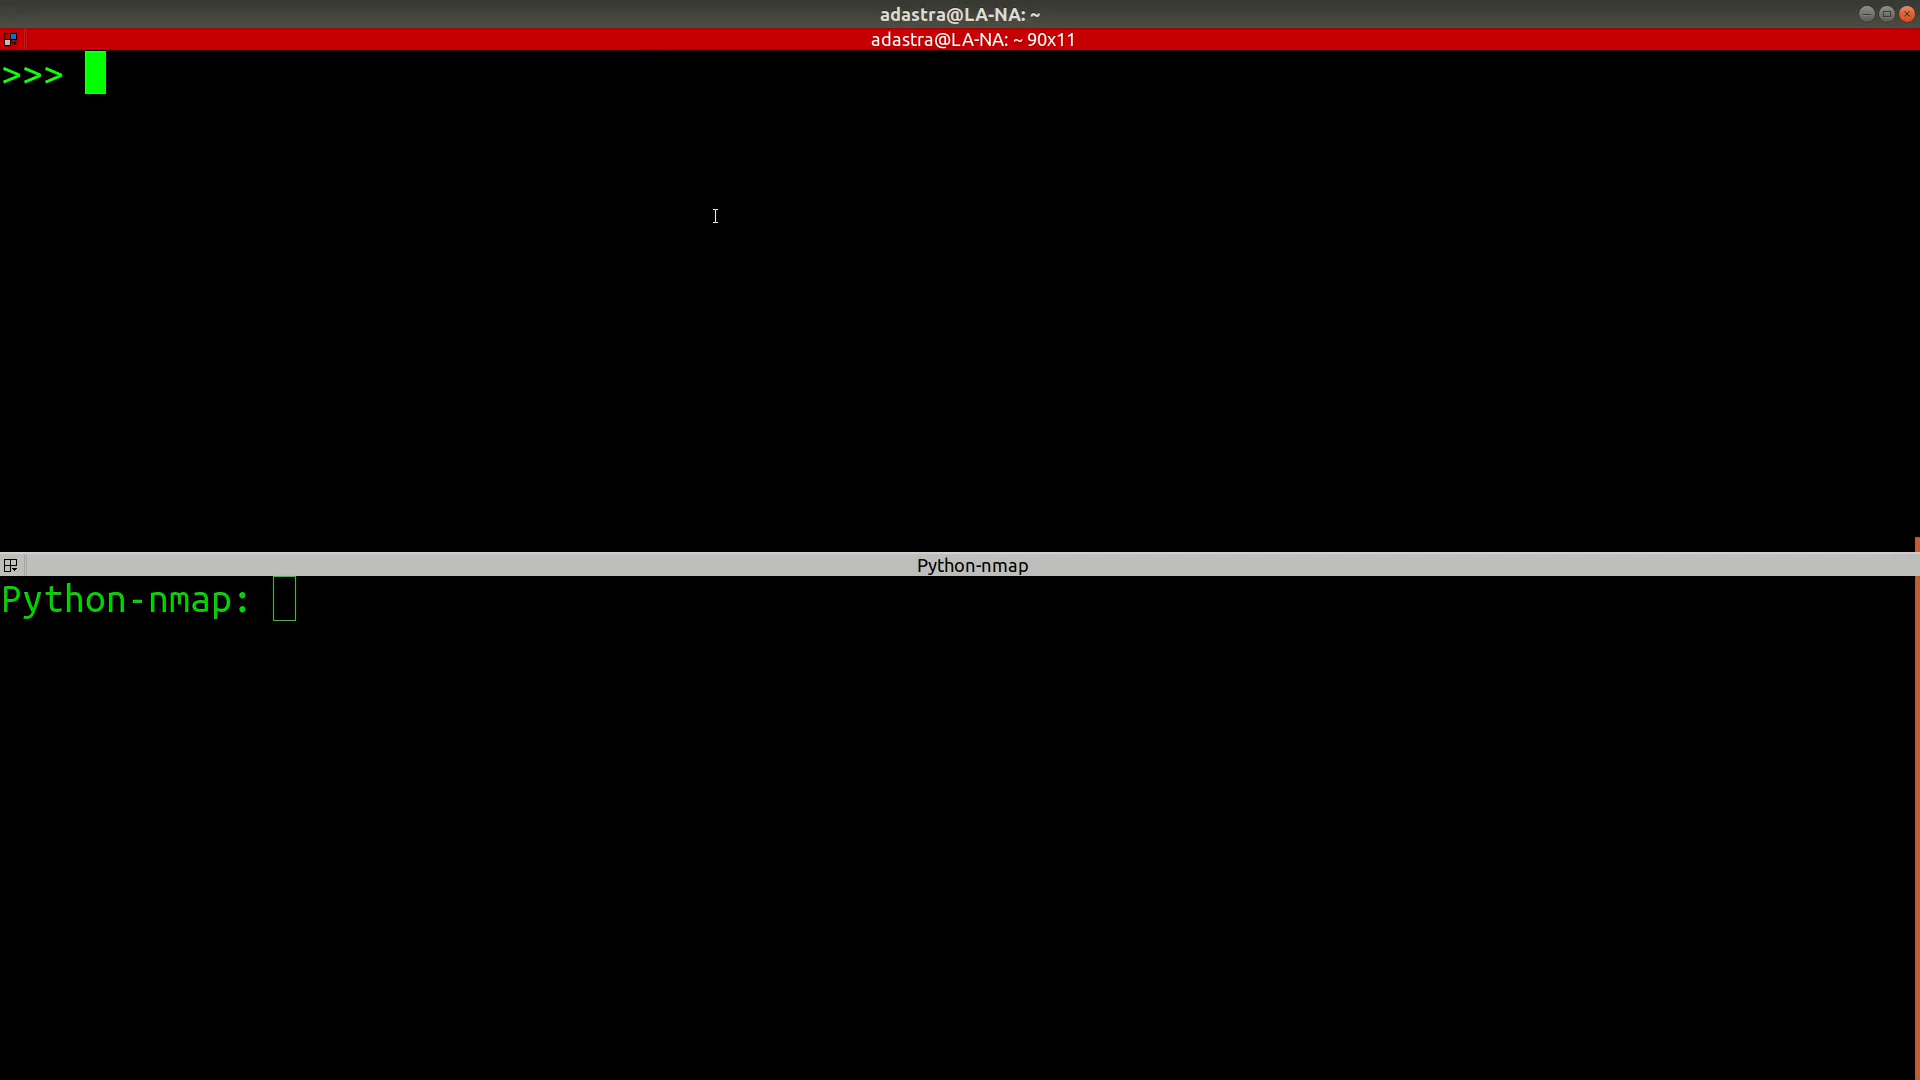 adastra@LA-NA: ~
adastra@LA-NA: ~ 90x11
>>>
Python-nmap
Python-nmap: